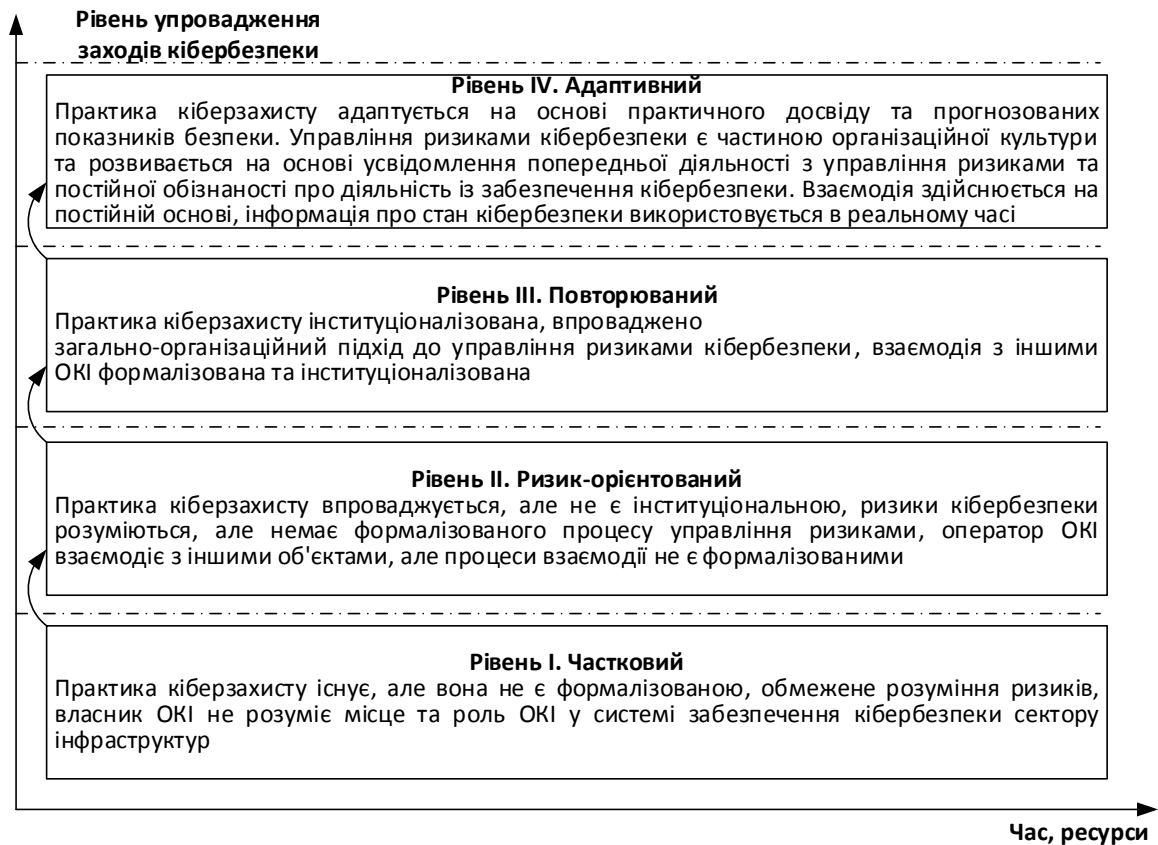 Рівень упровадження
заходів кібербезпеки
Рівень IV. Адаптивний
Практика кіберзахисту адаптується на основі практичного досвіду та прогнозованих
показників безпеки. Управління ризиками кібербезпеки є частиною організаційної культури
та розвивається на основі усвідомлення попередньої діяльності з управління ризиками та
постійної обізнаності про діяльність із забезпечення кібербезпеки. Взаємодія здійснюється на
постійній основі, інформація про стан кібербезпеки використовується в реальному часі
Рівень III. Повторюваний
Практика кіберзахисту інституціоналізована, впроваджено
загально-організаційний підхід до управління ризиками кібербезпеки, взаємодія з іншими
ОКІ формалізована та інституціоналізована
Рівень II. Ризик-орієнтований
Практика кіберзахисту впроваджується, але не є інституціональною, ризики кібербезпеки
розуміються, але немає формалізованого процесу управління ризиками, оператор ОКІ
взаємодіє з іншими об'єктами, але процеси взаємодії не є формалізованими
Рівень I. Частковий
Практика кіберзахисту існує, але вона не є формалізованою, обмежене розуміння ризиків,
власник ОКІ не розуміє місце та роль ОКІ у системі забезпечення кібербезпеки сектору
інфраструктур
Час, ресурси